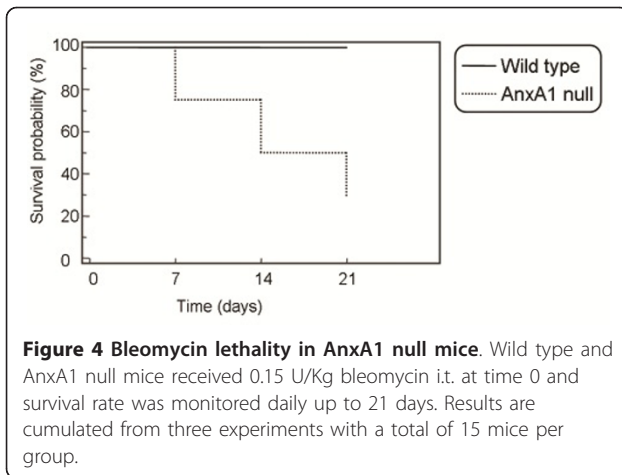 100
80
60
40
20
0
Survival probability (%)
0 7 14 21
Time (days)
Wild type
AnxA1 null
Figure 4 Bleomycin lethality in AnxA1 null mice. Wild type and
AnxA1 null mice received 0.15 U/Kg bleomycin i.t. at time 0 and
survival rate was monitored daily up to 21 days. Results are
cumulated from three experiments with a total of 15 mice per
group.